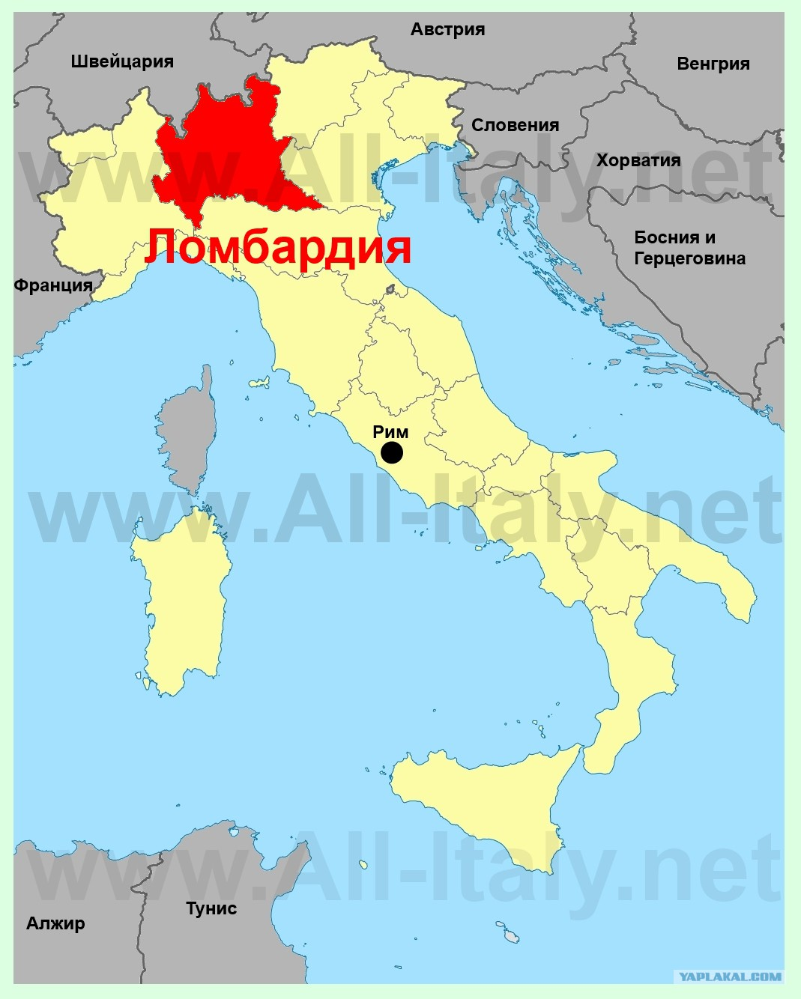 Австрия
Швейцария
Венгрия
Словения
www.All-Italy.net
Хорватия
Босния и
Герцеговина
Ломбардия
Франция
Рим
www.All-Italy.net
www.All-Italy.net
Тунис
Алжир
YAPLAKAL.COM